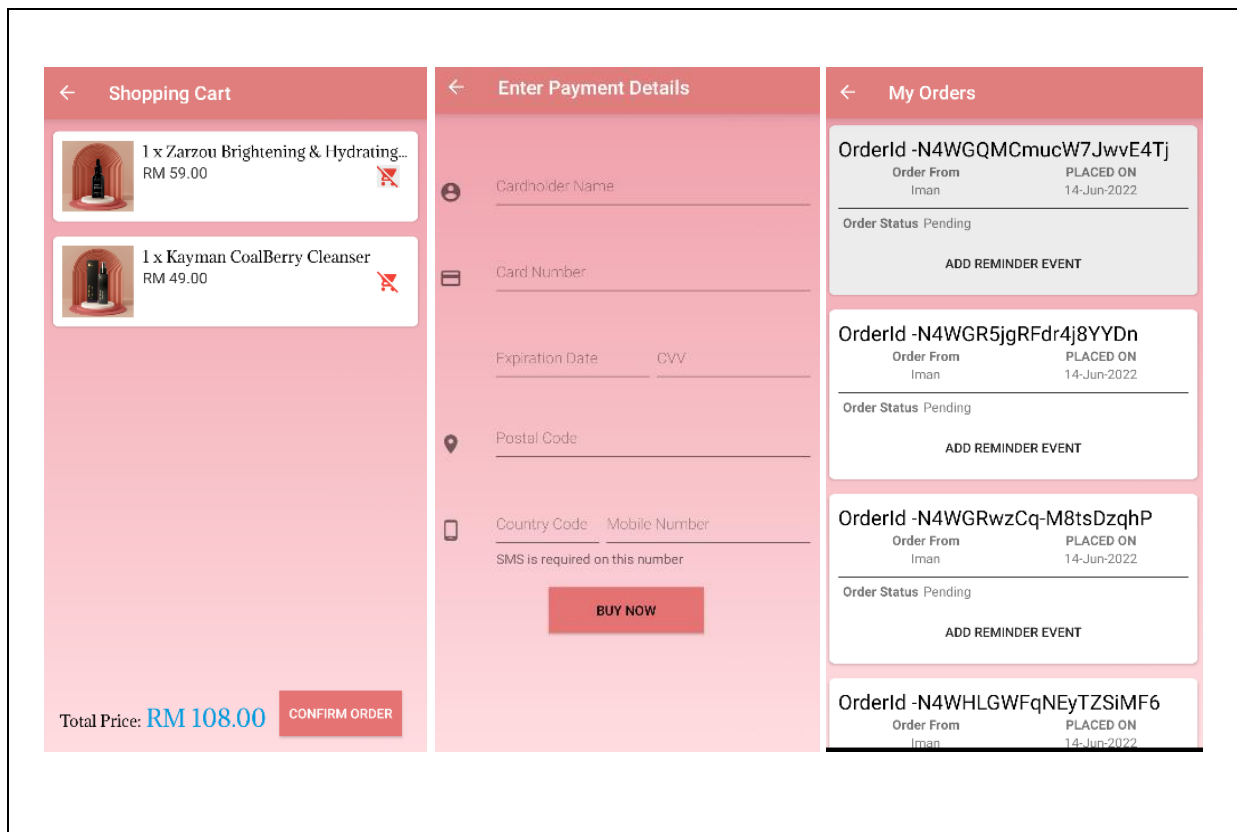 Shopping Cart
1 x Zarzou Brightening & Hydrating...
RM 59.00
1 x Kayman CoalBerry Cleanser
RM 49.00
Total Price: RM 108.00
CONFIRM ORDER
Enter Payment Details
Cardholder Name
Card Number
Expiration Date CVV
Postal Code
Country Code Mobile Number
SMS is required on this number
BUY NOW
My Orders
OrderId -N4WGQMCmucW7JwvE4Tj
Order From PLACED ON
Iman 14-Jun-2022
Order Status Pending
ADD REMINDER EVENT
OrderId -N4WGR5jgRFdr4j8YYDn
Order From PLACED ON
Iman 14-Jun-2022
Order Status Pending
ADD REMINDER EVENT
OrderId -N4WGRwzCq-M8tsDzqhP
Order From PLACED ON
Iman 14-Jun-2022
Order Status Pending
ADD REMINDER EVENT
OrderId -N4WHLGWFqNEyTZSiMF6
Order From PLACED ON
Iman 14-Jun-2022